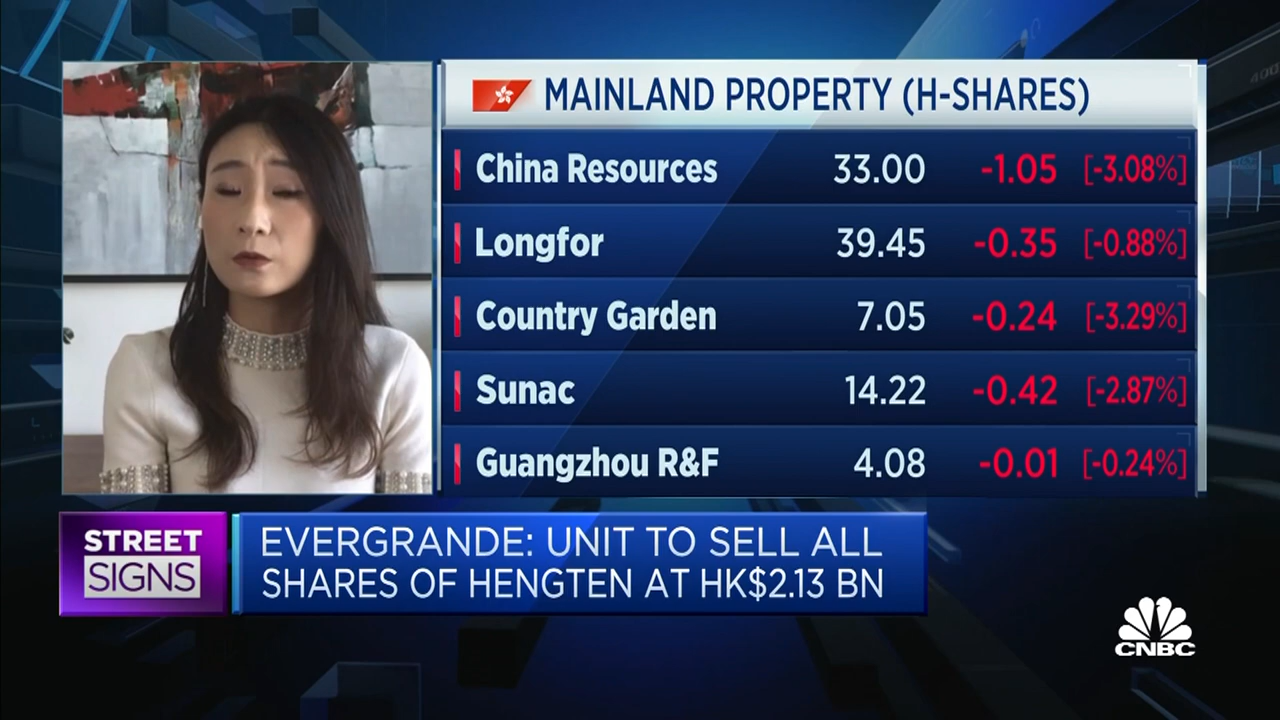 MAINLAND PROPERTY (H-SHARES)
China Resources 33.00 -1.05 [-3.08%]
Longfor 39.45 -0.35 [-0.88%]
Country Garden 7.05 -0.24 [-3.29%]
Sunac 14.22 -0.42 [-2.87%]
Guangzhou R&F 4.08 -0.01 [-0.24%]
STREET
SIGNS
EVERGRANDE: UNIT TO SELL ALL
SHARES OF HENGTEN AT HK$2.13 BN
CNBC